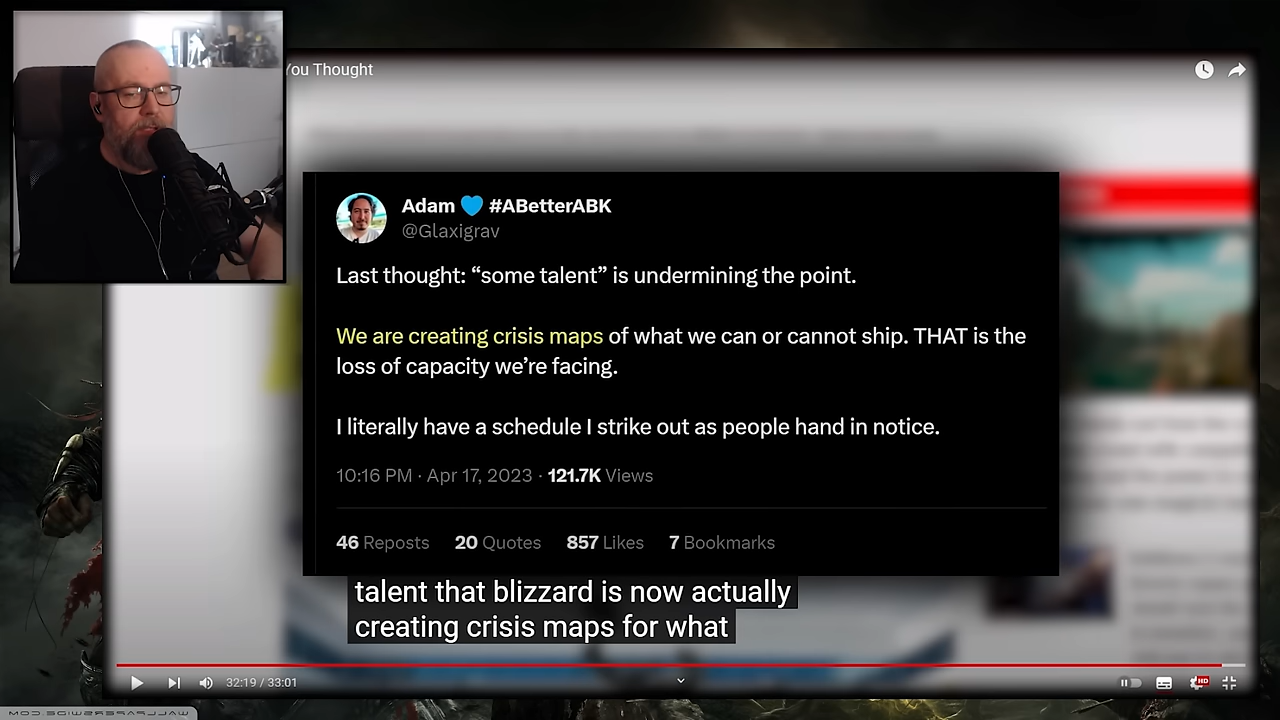 You Thought
Adam 💙 #ABetterABK
@Glaxigrav
Last thought: “some talent” is undermining the point.
We are creating crisis maps of what we can or cannot ship. THAT is the
loss of capacity we’re facing.
I literally have a schedule I strike out as people hand in notice.
10:16 PM · Apr 17, 2023 · 121.7K Views
46 Reposts 20 Quotes 857 Likes 7 Bookmarks
talent that blizzard is now actually
creating crisis maps for what
32:19 / 33:01
HD
WALLPAPERSWIDE.COM